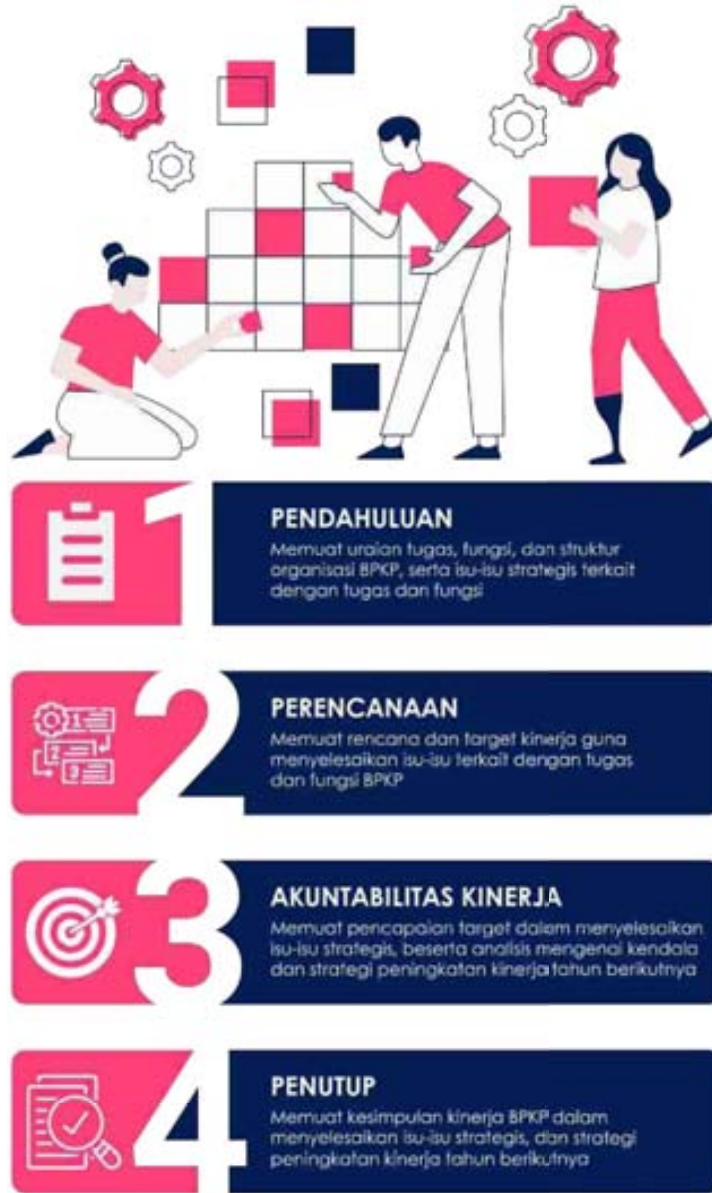 1
PENDAHULUAN
Memuat uraian tugas, fungsi, dan struktur
organisasi BPKP, serta isu-isu strategis terkait
dengan tugas dan fungsi
2
1
2
3
PERENCANAAN
Memuat rencana dan target kinerja guna
menyelesaikan isu-isu terkait dengan tugas
dan fungsi BPKP
3
AKUNTABILITAS KINERJA
Memuat pencapaian target dalam menyelesaikan
isu-isu strategis, beserta analisis mengenai kendala
dan strategi peningkatan kinerja tahun berikutnya
4
PENUTUP
Memuat kesimpulan kinerja BPKP dalam
menyelesaikan isu-isu strategis, dan strategi
peningkatan kinerja tahun berikutnya